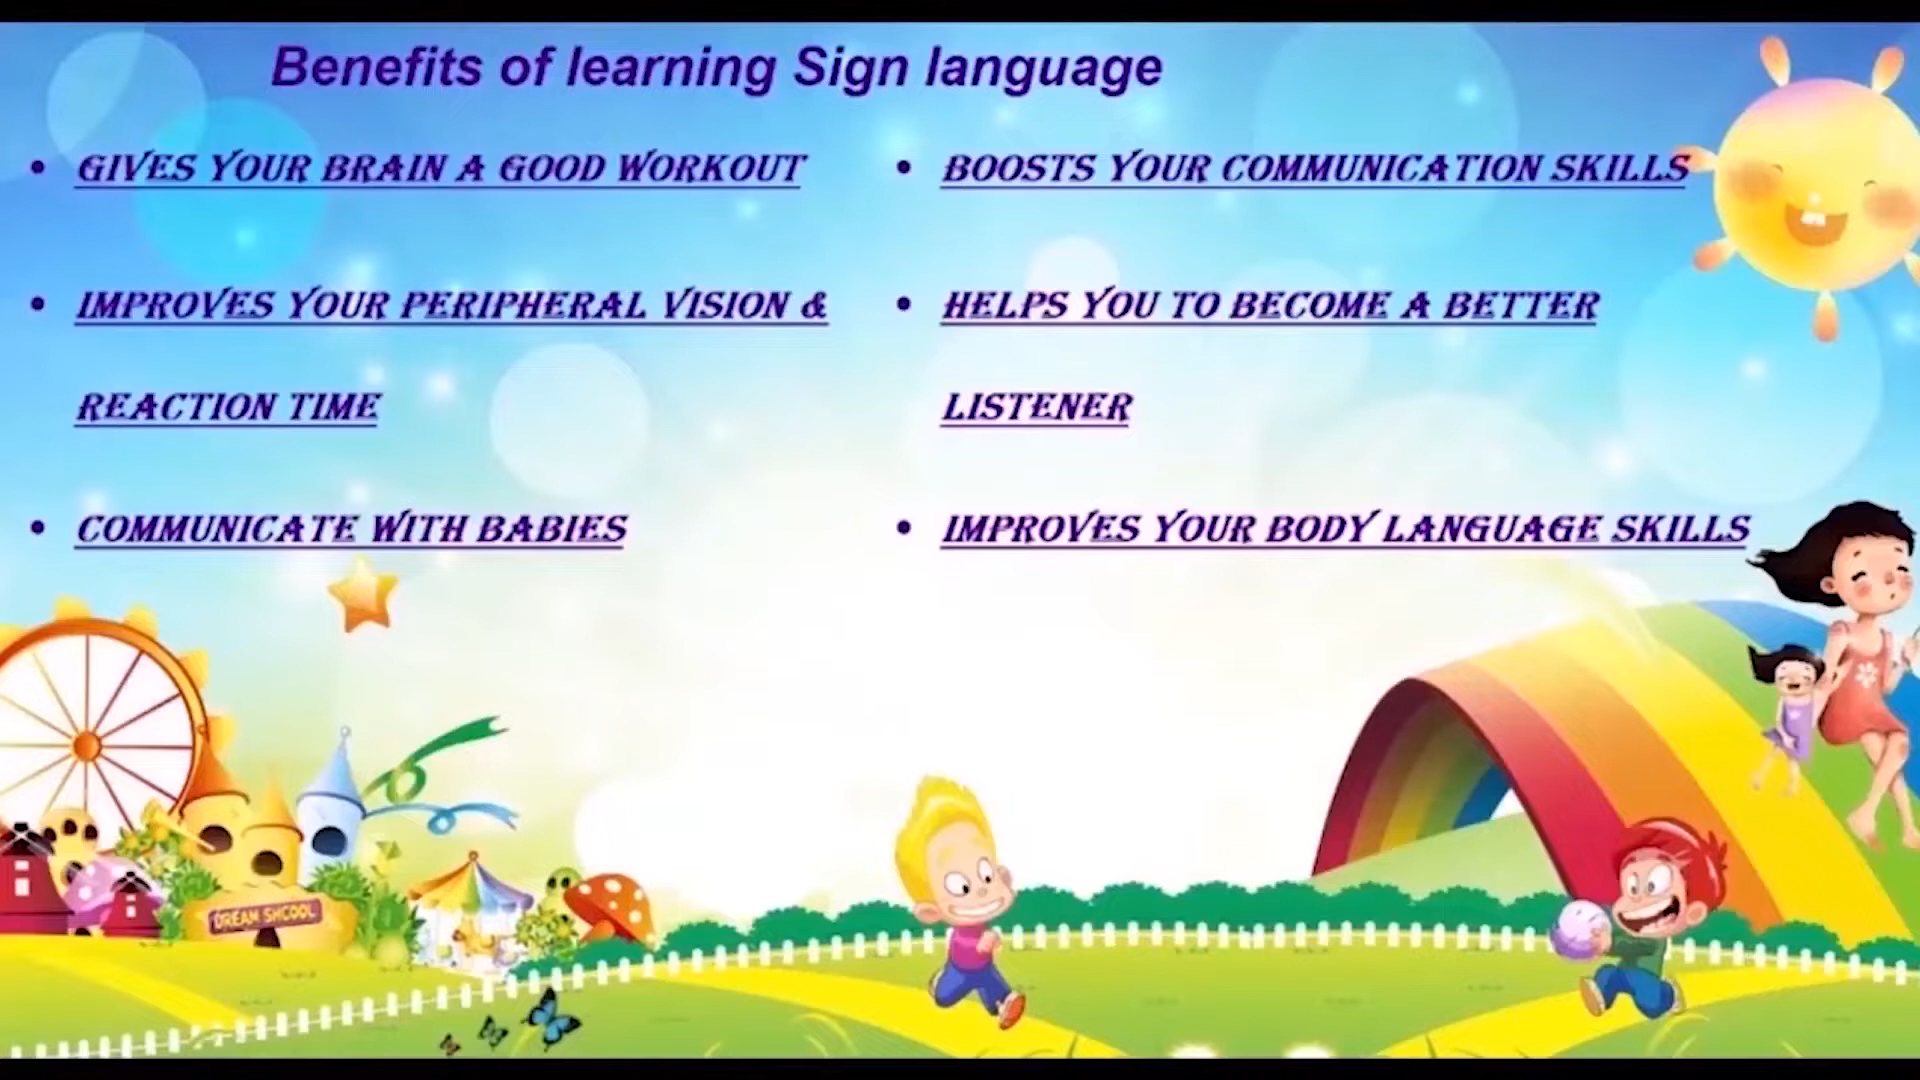 Benefits of learning Sign language
• GIVES YOUR BRAIN A GOOD WORKOUT
• IMPROVES YOUR PERIPHERAL VISION &
REACTION TIME
• COMMUNICATE WITH BABIES
• BOOSTS YOUR COMMUNICATION SKILLS
• HELPS YOU TO BECOME A BETTER
LISTENER
• IMPROVES YOUR BODY LANGUAGE SKILLS
DREAM SHCOOL